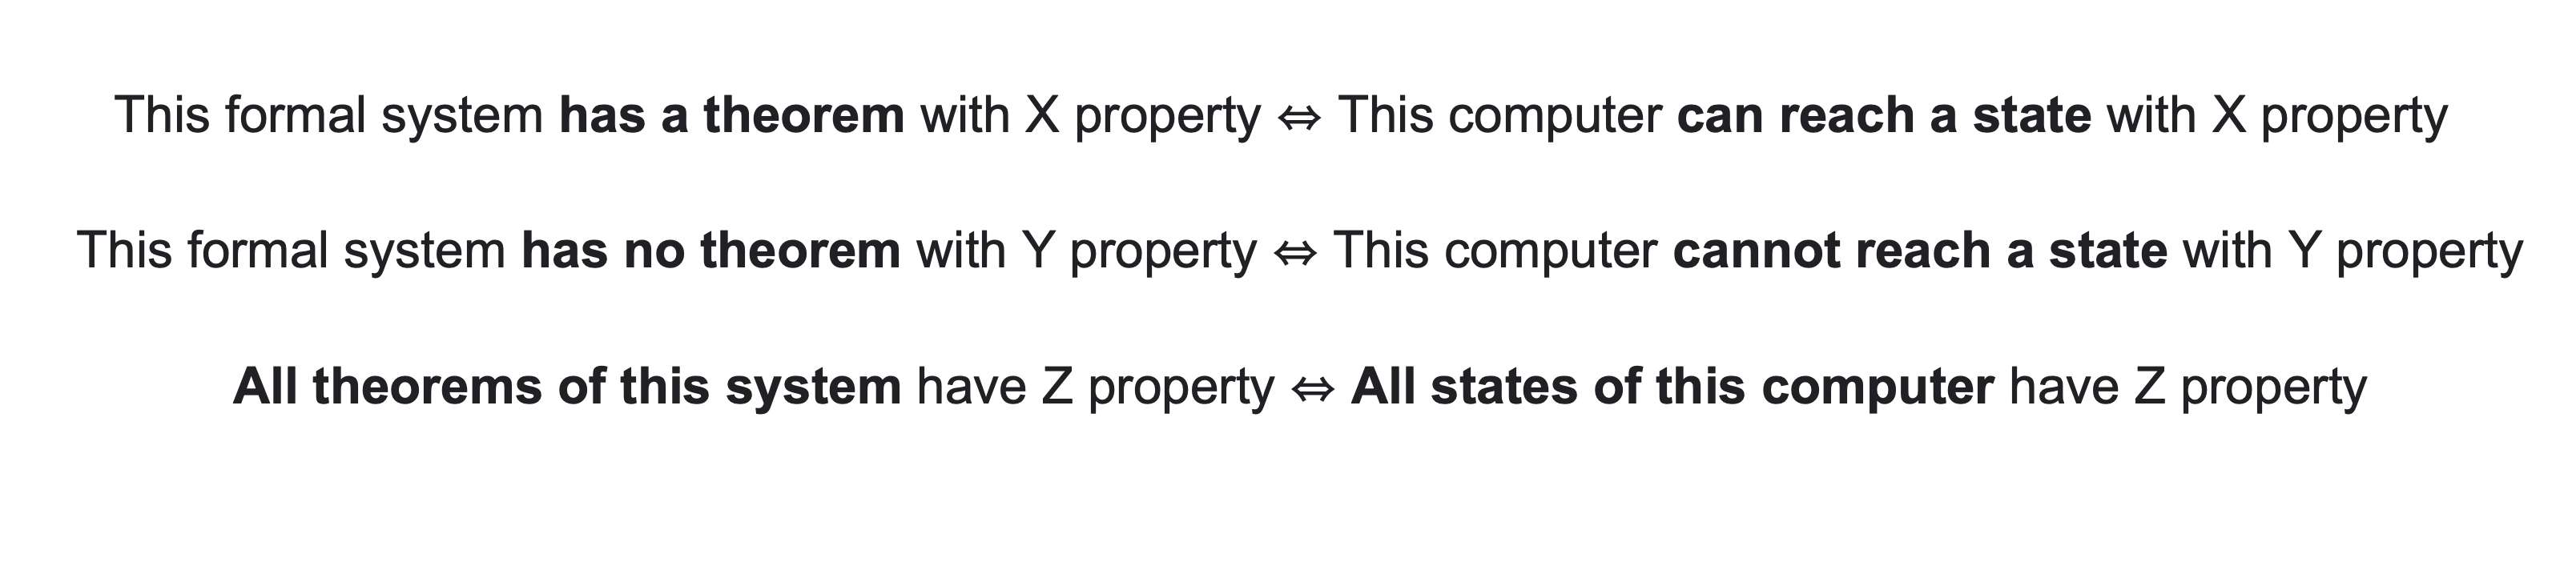 This formal system has a theorem with X property ⇔ This computer can reach a state with X property
This formal system has no theorem with Y property ⇔ This computer cannot reach a state with Y property
All theorems of this system have Z property ⇔ All states of this computer have Z property